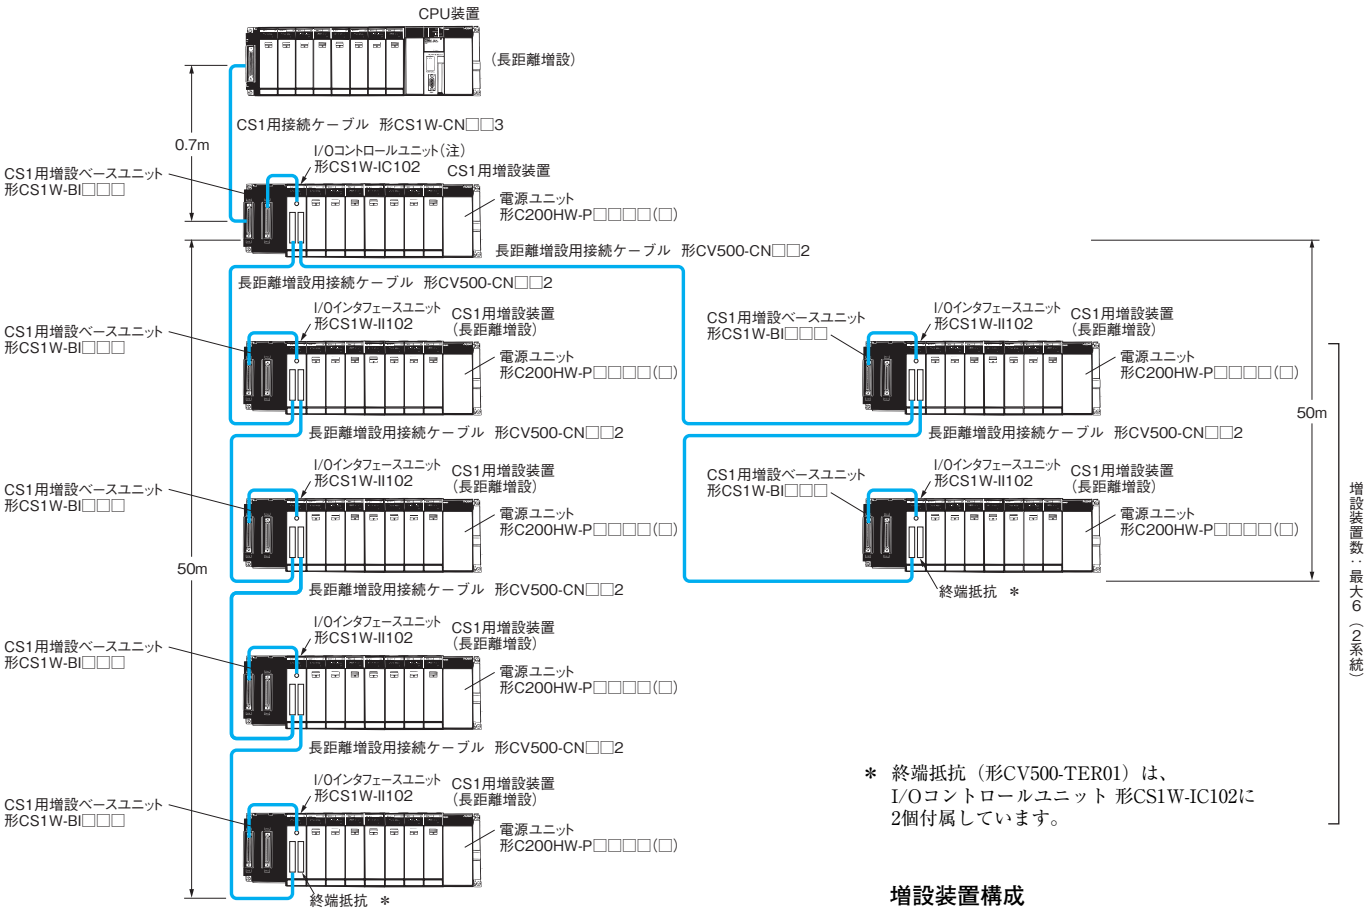 CPU装置
(長距離増設)
CS1用接続ケーブル 形CS1W-CN□□3
0.7m
I/Oコントロールユニット(注)
形CS1W-IC102
CS1用増設装置
CS1用増設ベースユニット
形CS1W-BI□□□
電源ユニット
形C200HW-P□□□□(□)
長距離増設用接続ケーブル 形CV500-CN□□2
長距離増設用接続ケーブル 形CV500-CN□□2
I/Oインタフェースユニット
形CS1W-II102
CS1用増設装置
(長距離増設)
CS1用増設ベースユニット
形CS1W-BI□□□
電源ユニット
形C200HW-P□□□□(□)
CS1用増設ベースユニット
形CS1W-BI□□□
I/Oインタフェースユニット
形CS1W-II102
CS1用増設装置
(長距離増設)
電源ユニット
形C200HW-P□□□□(□)
50m
長距離増設用接続ケーブル 形CV500-CN□□2
長距離増設用接続ケーブル 形CV500-CN□□2
I/Oインタフェースユニット
形CS1W-II102
CS1用増設装置
(長距離増設)
CS1用増設ベースユニット
形CS1W-BI□□□
電源ユニット
形C200HW-P□□□□(□)
CS1用増設ベースユニット
形CS1W-BI□□□
I/Oインタフェースユニット
形CS1W-II102
CS1用増設装置
(長距離増設)
電源ユニット
形C200HW-P□□□□(□)
増設装置数:最大6(2系統)
50m
長距離増設用接続ケーブル 形CV500-CN□□2
終端抵抗 *
I/Oインタフェースユニット
形CS1W-II102
CS1用増設装置
(長距離増設)
CS1用増設ベースユニット
形CS1W-BI□□□
電源ユニット
形C200HW-P□□□□(□)
長距離増設用接続ケーブル 形CV500-CN□□2
I/Oインタフェースユニット
形CS1W-II102
CS1用増設装置
(長距離増設)
CS1用増設ベースユニット
形CS1W-BI□□□
電源ユニット
形C200HW-P□□□□(□)
終端抵抗 *
* 終端抵抗(形CV500-TER01)は、
I/Oコントロールユニット 形CS1W-IC102に
2個付属しています。
増設装置構成